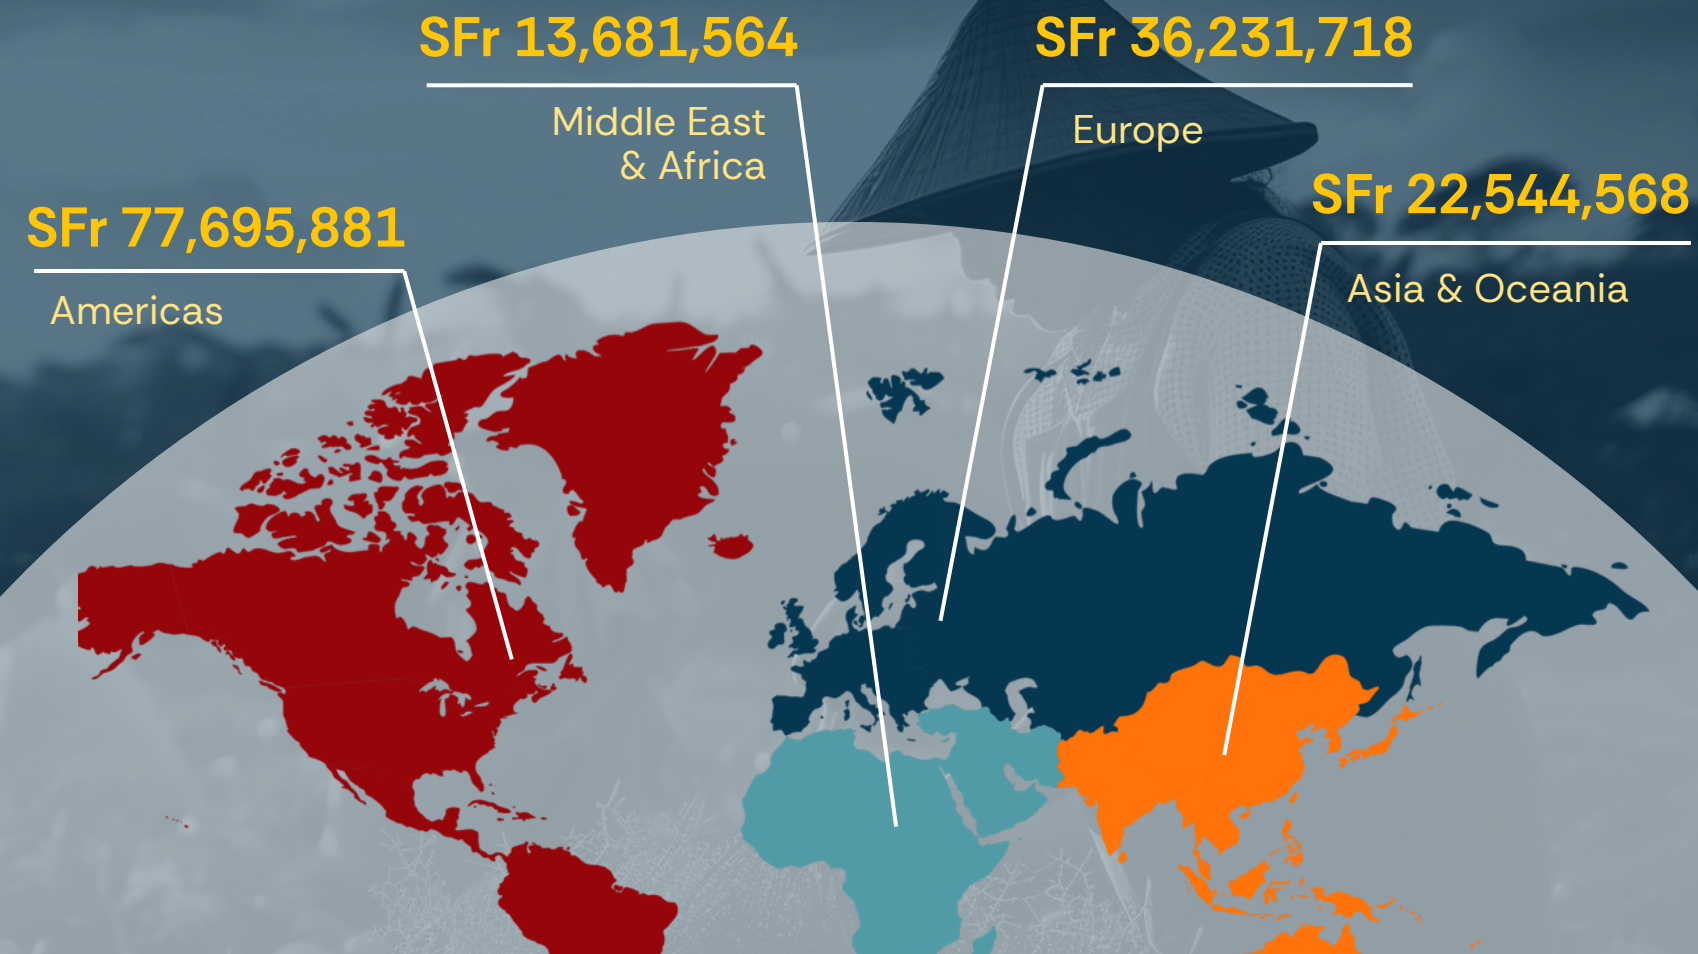 SFr 13,681,564
Middle East
& Africa
SFr 36,231,718
Europe
SFr 77,695,881
Americas
SFr 22,544,568
Asia & Oceania